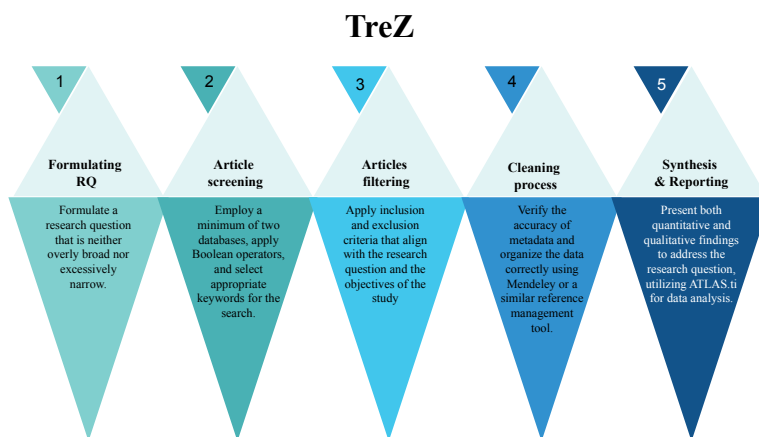 TreZ
1
Formulating
RQ
Formulate a
research question
that is neither
overly broad nor
excessively
narrow.
2
Article
screening
Employ a
minimum of two
databases, apply
Boolean operators,
and select
appropriate
keywords for the
search.
3
Articles
filtering
Apply inclusion
and exclusion
criteria that align
with the research
question and the
objectives of the
study
4
Cleaning
process
Verify the
accuracy of
metadata and
organize the data
correctly using
Mendeley or a
similar reference
management
tool.
5
Synthesis
& Reporting
Present both
quantitative and
qualitative findings
to address the
research question,
utilizing ATLAS.ti
for data analysis.